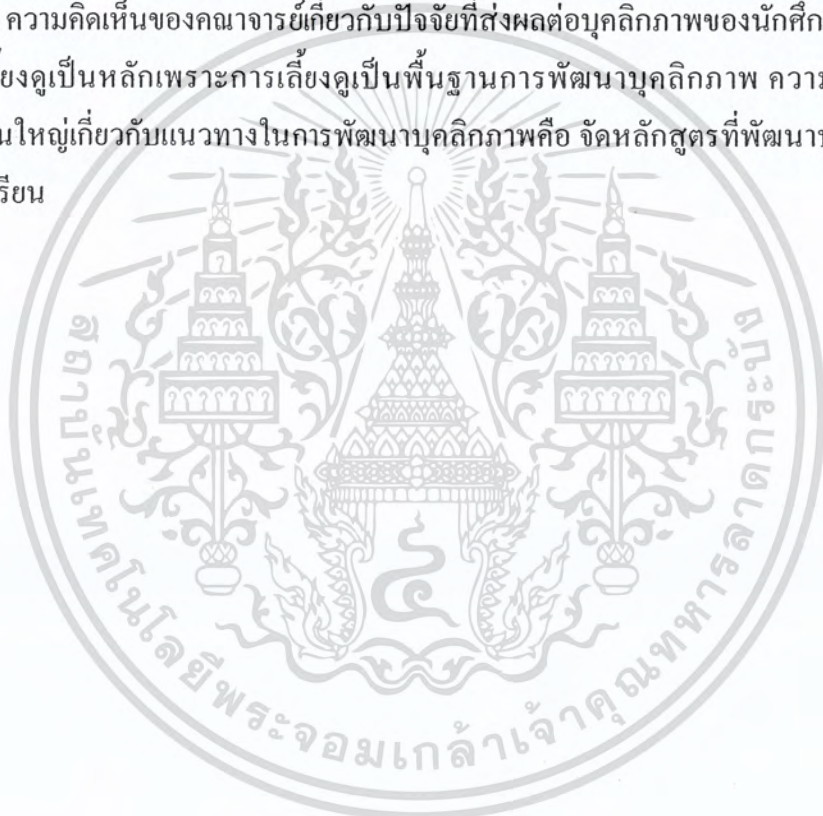 ความคิดเห็นของคณาจารย์เกี่ยวกับปัจจัยที่ส่งผลต่อบุคลิกภาพของนักศึก
ยงดูเป็นหลักเพราะการเลี้ยงดูเป็นพื้นฐานการพัฒนาบุคลิกภาพ ความ
นใหญ่เกี่ยวกับแนวทางในการพัฒนาบุคลิกภาพคือ จัดหลักสูตรที่พัฒนา
รียน
สถาบันเทคโนโลยีพระจอมเกล้าเจ้าคุณทหารลาดกระบัง
๔